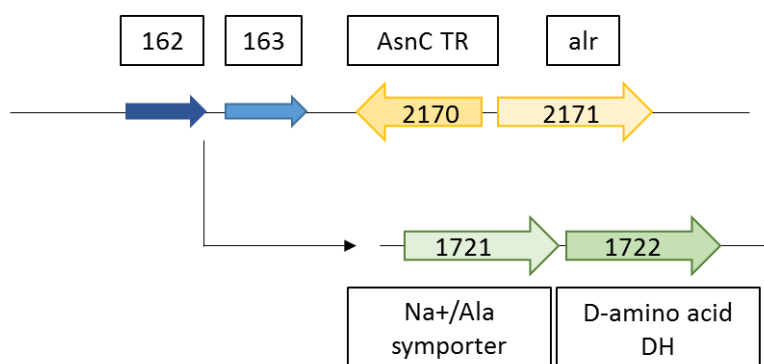 162
163
AsnC TR
alr
2170
2171
1721
1722
Na+/Ala
symporter
D-amino acid
DH